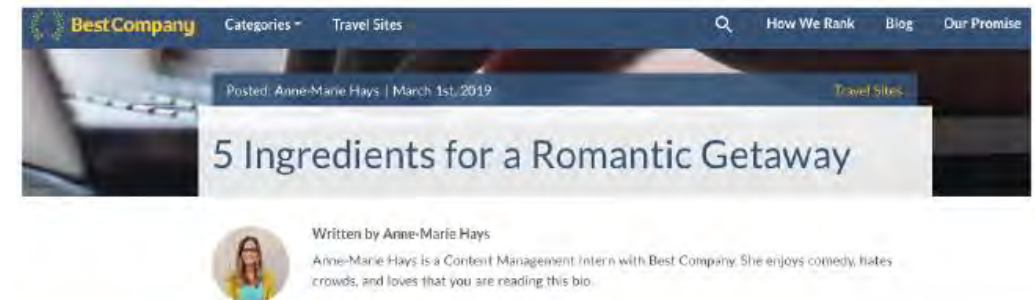 BestCompany Categories Travel Sites How We Rank Blog Our Promise
Posted: Anne-Marie Hays | March 1st, 2019 Travel Sites
5 Ingredients for a Romantic Getaway
Written by Anne-Marie Hays
Anne-Marie Hays is a Content Management Intern with Best Company. She enjoys comedy, hates
crowds, and loves that you are reading this bio.